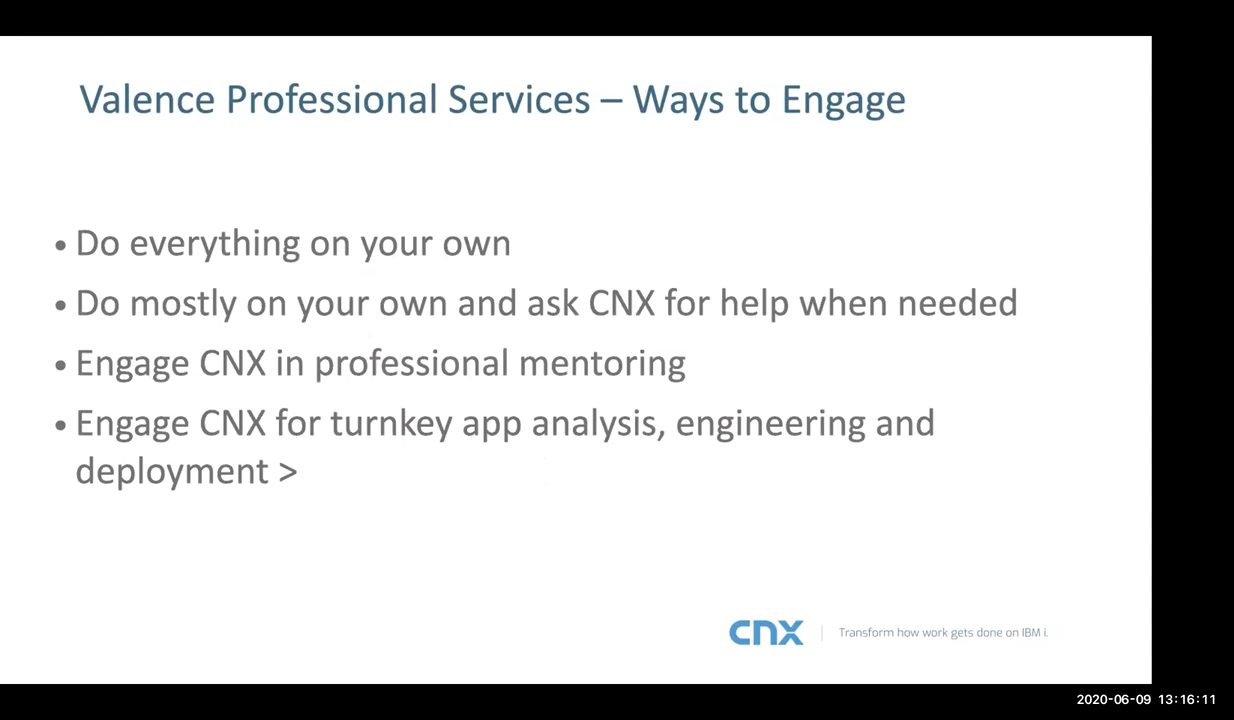 Valence Professional Services – Ways to Engage
• Do everything on your own
• Do mostly on your own and ask CNX for help when needed
• Engage CNX in professional mentoring
• Engage CNX for turnkey app analysis, engineering and
deployment >
cnx | Transform how work gets done on IBM i.
2020-06-09 13:16:11